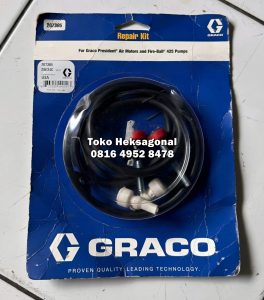 207385
Repair Kit
For Graco President Air Motors and Fire-Ball 425 Pumps
207385
Toko Heksagonal
0816 4952 8478
GRACO
PROVEN QUALITY. LEADING TECHNOLOGY.